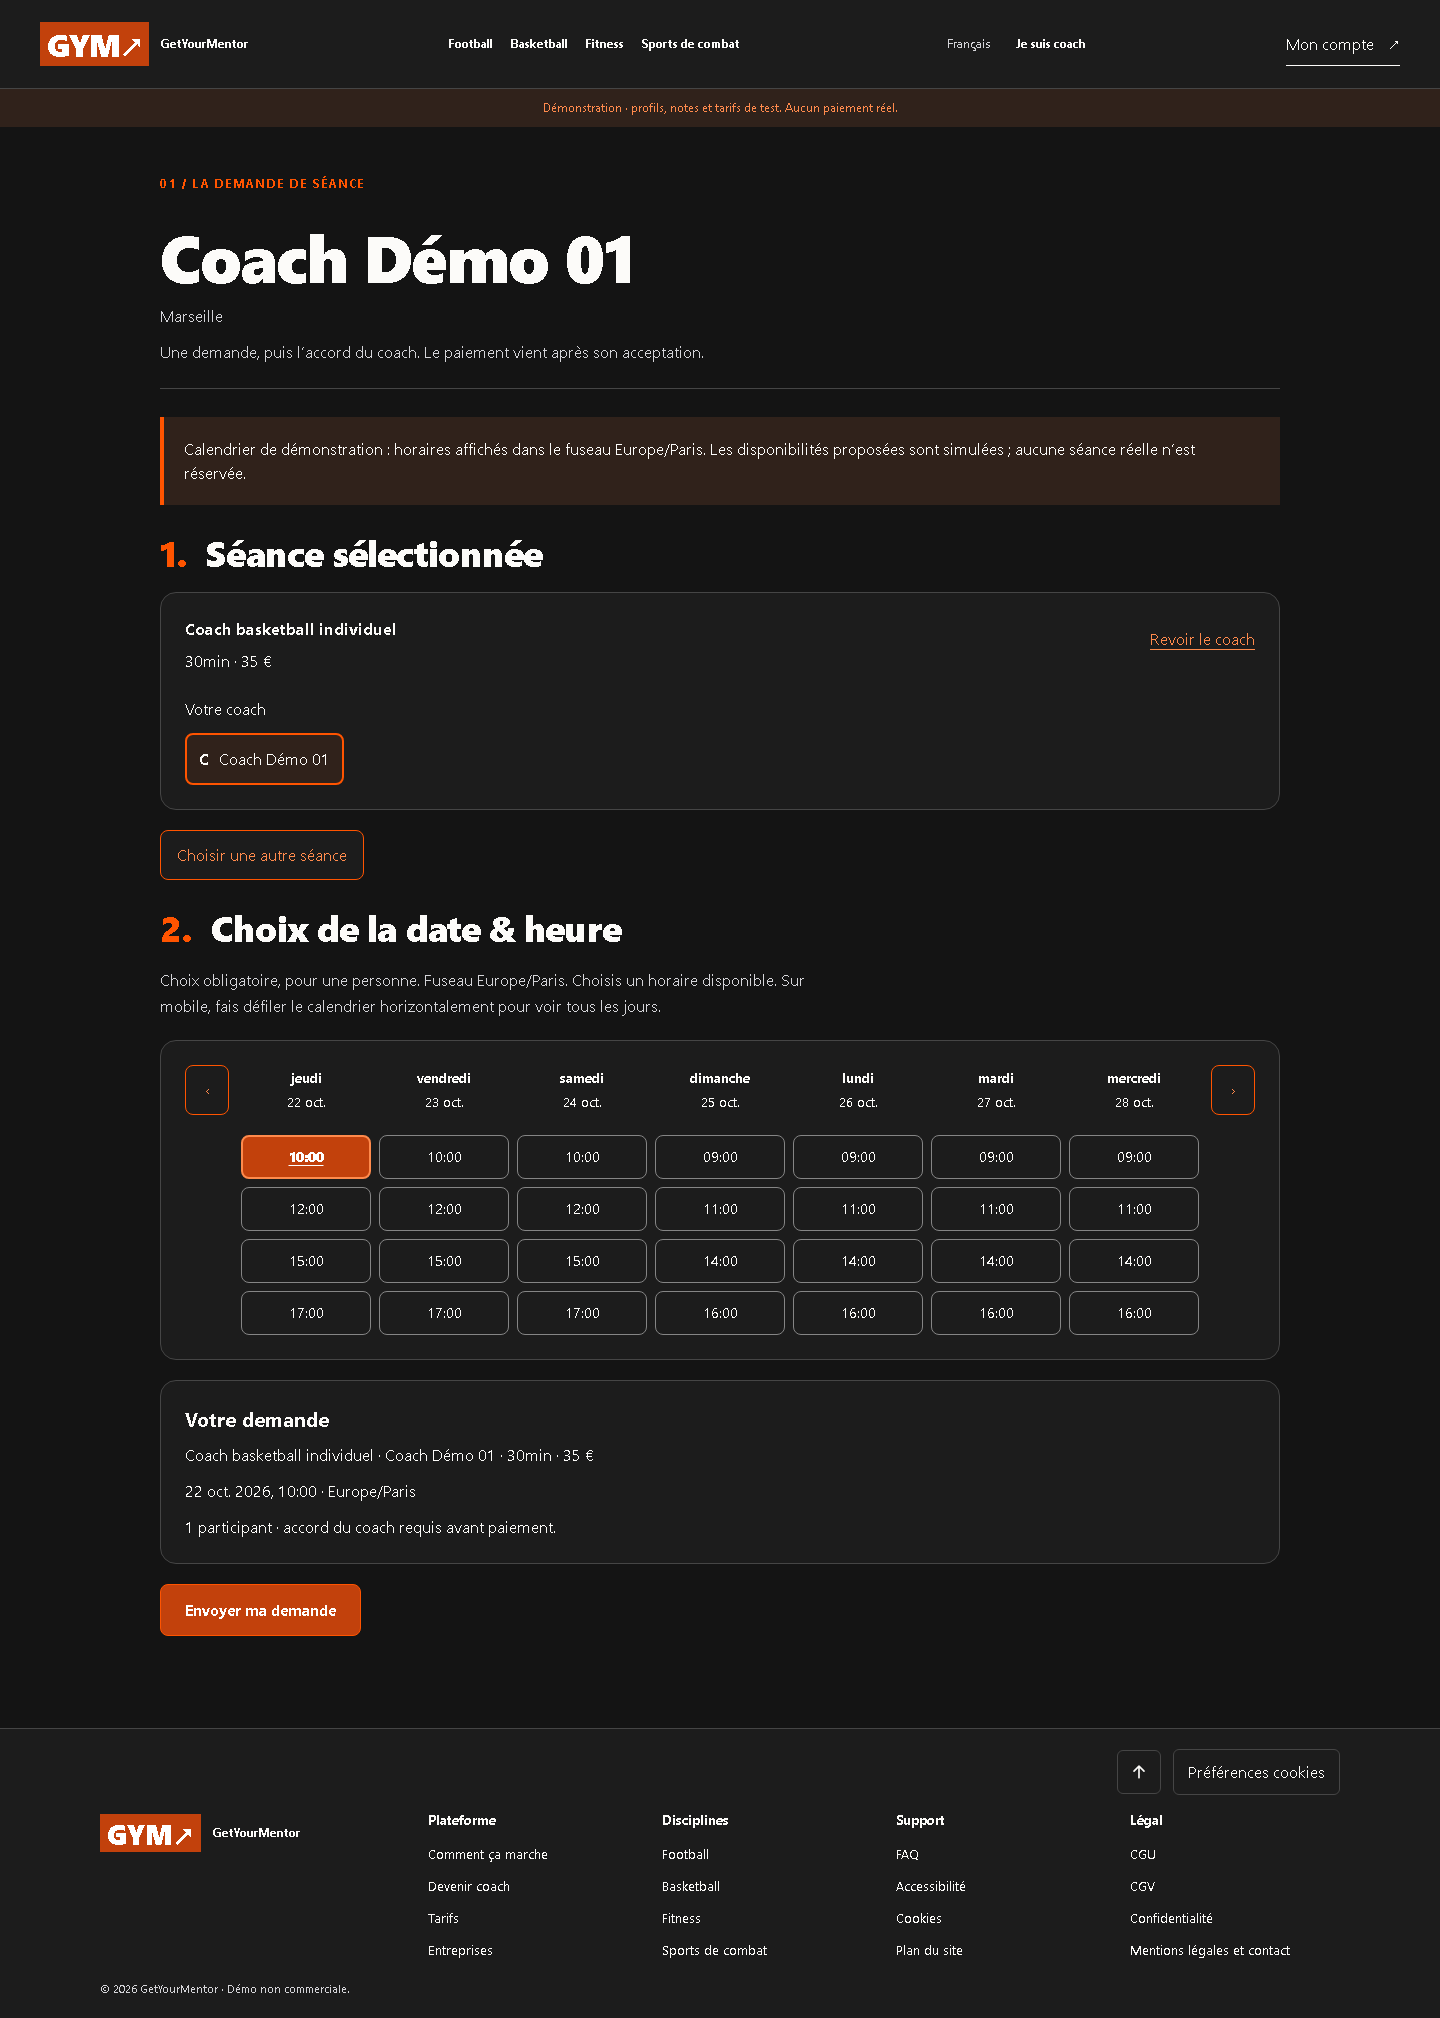 GYM↗ GetYourMentor Football Basketball Fitness Sports de combat Français Je suis coach Mon compte ↗
Démonstration · profils, notes et tarifs de test. Aucun paiement réel.
01 / LA DEMANDE DE SÉANCE
Coach Démo 01
Marseille
Une demande, puis l’accord du coach. Le paiement vient après son acceptation.
Calendrier de démonstration : horaires affichés dans le fuseau Europe/Paris. Les disponibilités proposées sont simulées ; aucune séance réelle n’est
réservée.
1. Séance sélectionnée
Coach basketball individuel
Revoir le coach
30min · 35 €
Votre coach
C Coach Démo 01
Choisir une autre séance
2. Choix de la date & heure
Choix obligatoire, pour une personne. Fuseau Europe/Paris. Choisis un horaire disponible. Sur
mobile, fais défiler le calendrier horizontalement pour voir tous les jours.
‹ jeudi vendredi samedi dimanche lundi mardi mercredi ›
22 oct. 23 oct. 24 oct. 25 oct. 26 oct. 27 oct. 28 oct.
10:00 10:00 10:00 09:00 09:00 09:00 09:00
12:00 12:00 12:00 11:00 11:00 11:00 11:00
15:00 15:00 15:00 14:00 14:00 14:00 14:00
17:00 17:00 17:00 16:00 16:00 16:00 16:00
Votre demande
Coach basketball individuel · Coach Démo 01 · 30min · 35 €
22 oct. 2026, 10:00 · Europe/Paris
1 participant · accord du coach requis avant paiement.
Envoyer ma demande
↑ Préférences cookies
GYM↗ GetYourMentor
Plateforme
Comment ça marche
Devenir coach
Tarifs
Entreprises
Disciplines
Football
Basketball
Fitness
Sports de combat
Support
FAQ
Accessibilité
Cookies
Plan du site
Légal
CGU
CGV
Confidentialité
Mentions légales et contact
© 2026 GetYourMentor · Démo non commerciale.